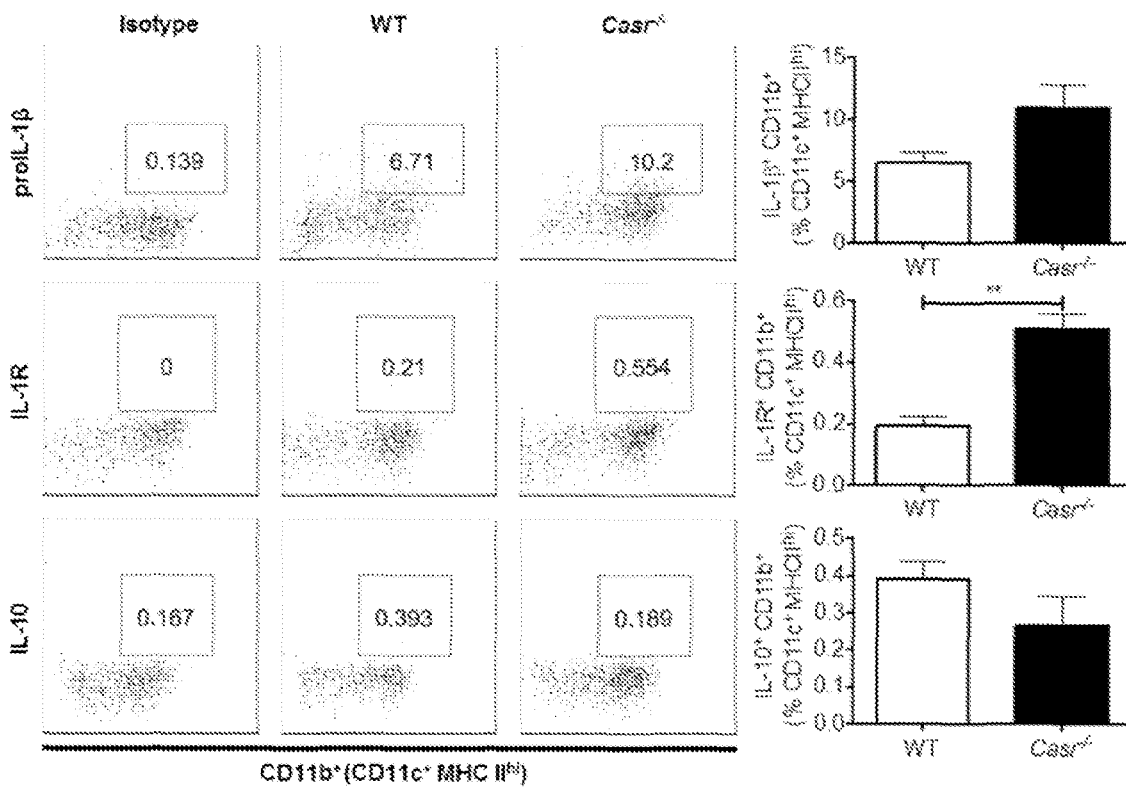 Isotype WT Casr-/-
proIL-1β
0.139 6.71 10.2
IL-1R
0 0.21 0.554
IL-10
0.167 0.393 0.189
CD11b+(CD11c+ MHC IIhi)
IL-1β+ CD11b+
(% CD11c+ MHCIIhi)
15
10
5
0
WT Casr-/-
IL-1R+ CD11b+
(% CD11c+ MHCIIhi)
**
0.6
0.4
0.2
0.0
WT Casr-/-
IL-10+ CD11b+
(% CD11c+ MHCIIhi)
0.5
0.4
0.3
0.2
0.1
0.0
WT Casr-/-